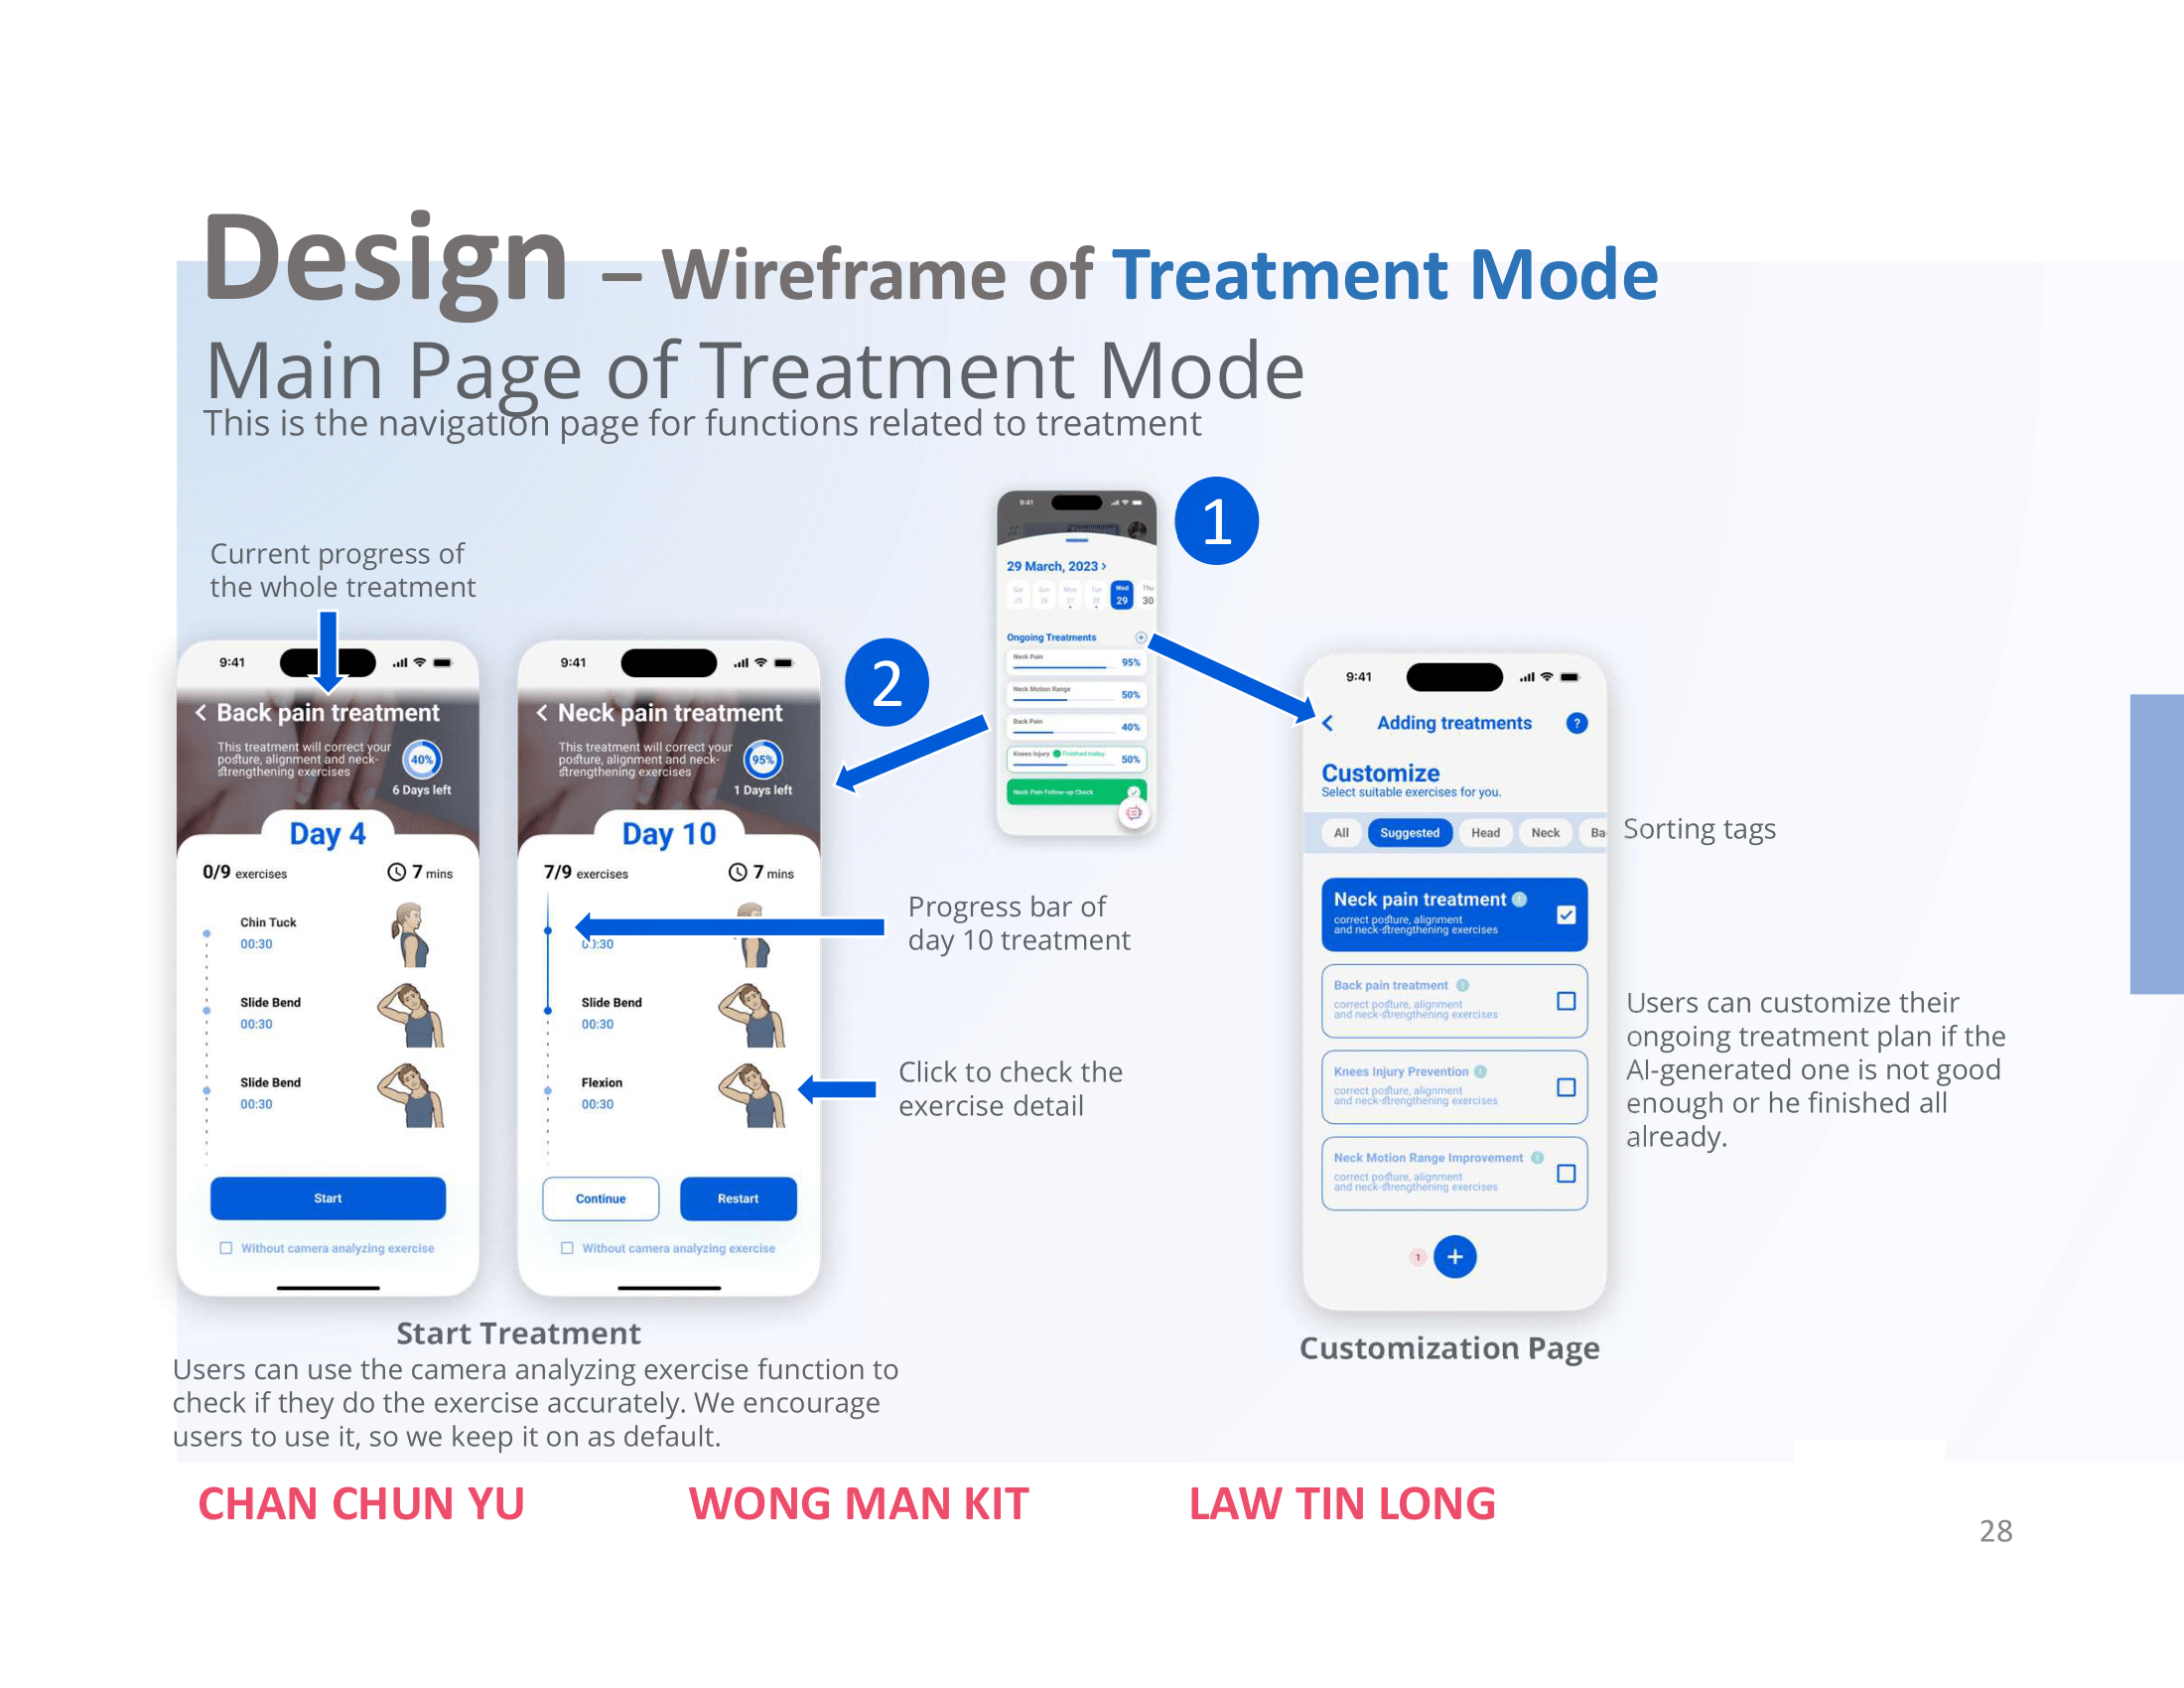 Design – Wireframe of Treatment Mode
Main Page of Treatment Mode
This is the navigation page for functions related to treatment
1
9:41
29 March, 2023 >
Sat Sun Mon Tue Wed Thu
25 26 27 28 29 30
Ongoing Treatments
Neck Pain
95%
Neck Motion Range
50%
Back Pain
40%
Knees Injury Finished today
50%
Neck Pain Follow-up Check
Current progress of
the whole treatment
9:41
< Back pain treatment
This treatment will correct your
posture, alignment and neck-
strengthening exercises
40%
6 Days left
Day 4
0/9 exercises
7 mins
Chin Tuck
00:30
Slide Bend
00:30
Slide Bend
00:30
Start
Without camera analyzing exercise
9:41
< Neck pain treatment
This treatment will correct your
posture, alignment and neck-
strengthening exercises
95%
1 Days left
Day 10
7/9 exercises
7 mins
Slide Bend
00:30
Flexion
00:30
Continue
Restart
Without camera analyzing exercise
2
Progress bar of
day 10 treatment
Click to check the
exercise detail
Start Treatment
Users can use the camera analyzing exercise function to
check if they do the exercise accurately. We encourage
users to use it, so we keep it on as default.
9:41
< Adding treatments ?
Customize
Select suitable exercises for you.
All Suggested Head Neck Ba
Sorting tags
Neck pain treatment
correct posture, alignment
and neck-strengthening exercises
Back pain treatment
correct posture, alignment
and neck-strengthening exercises
Knees Injury Prevention
correct posture, alignment
and neck-strengthening exercises
Neck Motion Range Improvement
correct posture, alignment
and neck-strengthening exercises
1 +
Users can customize their
ongoing treatment plan if the
AI-generated one is not good
enough or he finished all
already.
Customization Page
CHAN CHUN YU WONG MAN KIT LAW TIN LONG
28